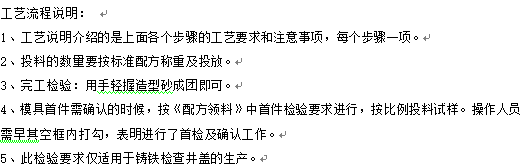 工艺流程说明：
1、工艺说明介绍的是上面各个步骤的工艺要求和注意事项，每个步骤一项。
2、投料的数量要按标准配方称重及投放。
3、完工检验：用手轻握造型砂成团即可。
4、模具首件需确认的时候，按《配方领料》中首件检验要求进行，按比例投料试样。操作人员
需早其空框内打勾，表明进行了首检及确认工作。
5、此检验要求仅适用于铸铁检查井盖的生产。